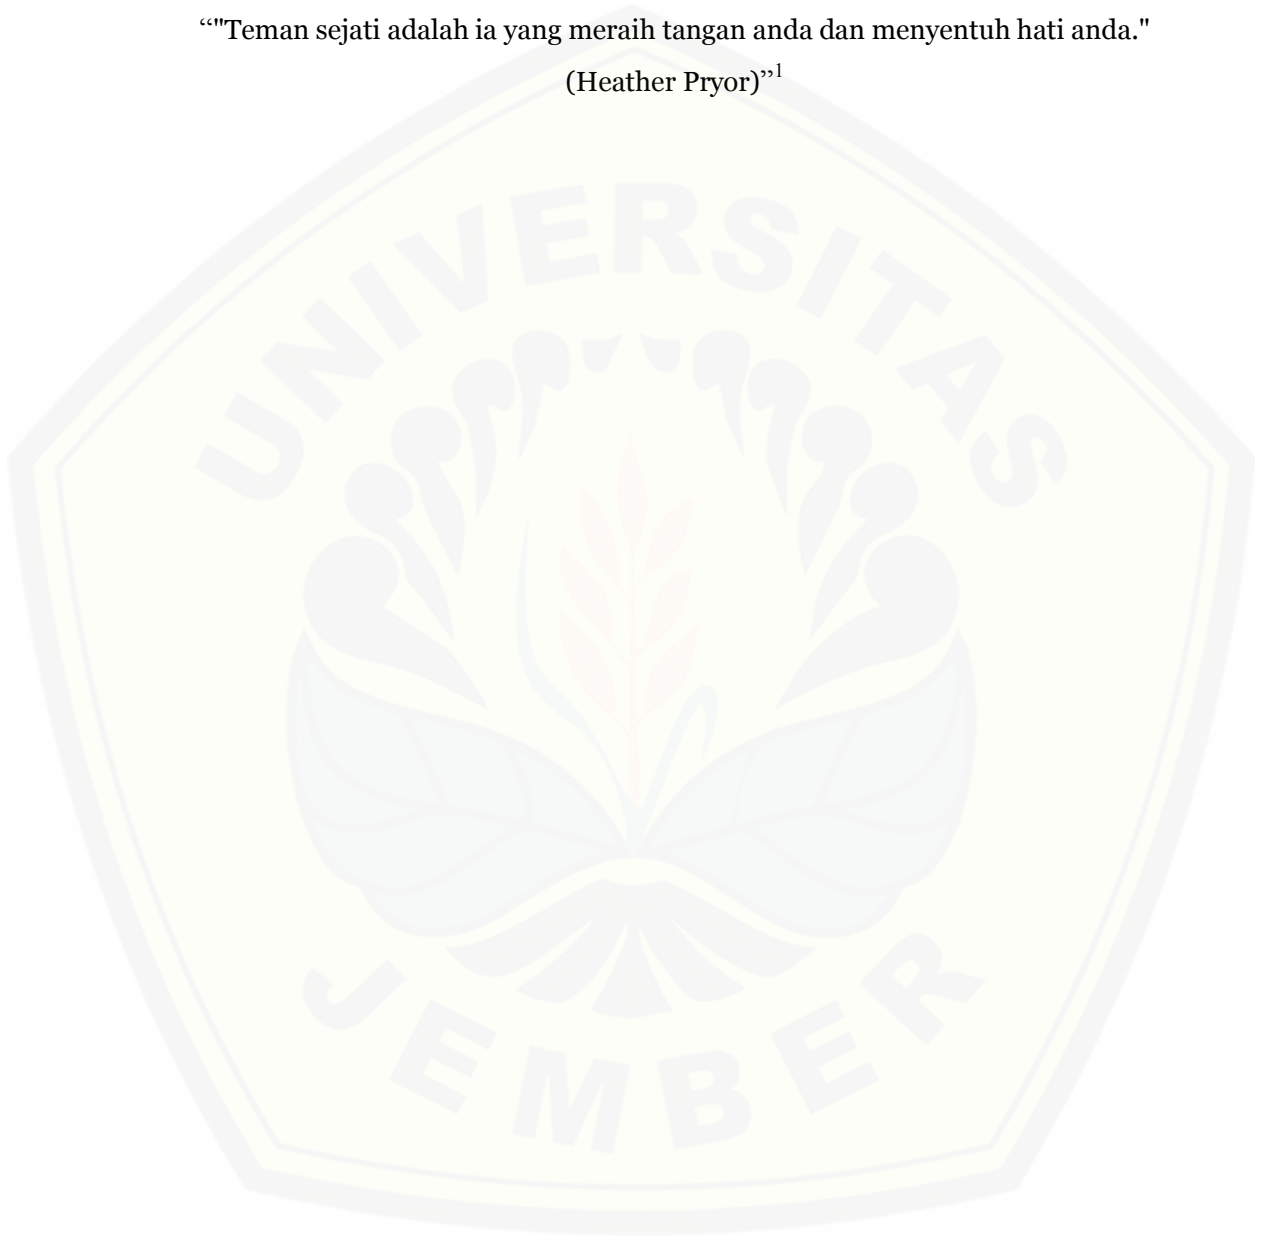 “"Teman sejati adalah ia yang meraih tangan anda dan menyentuh hati anda."
(Heather Pryor)”1
UNIVERSITAS
JEMBER